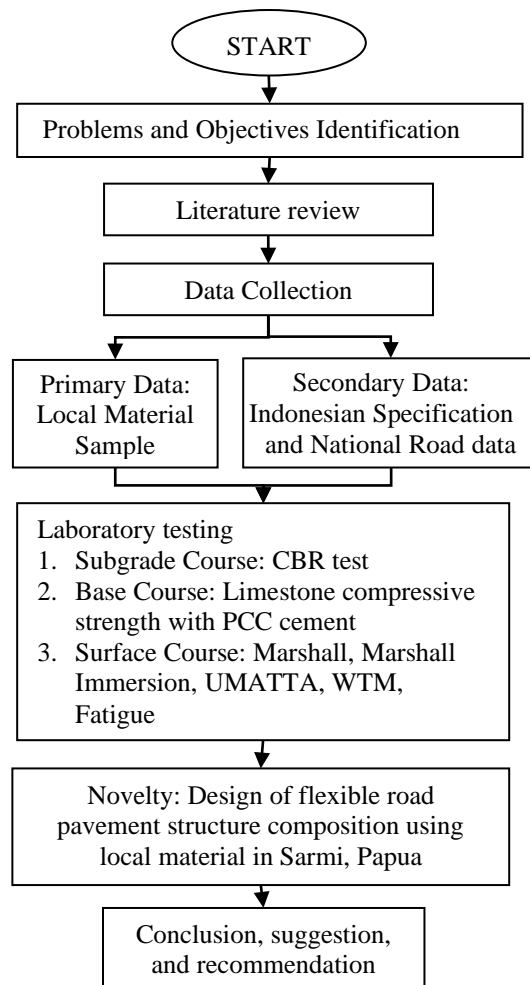 START
Problems and Objectives Identification
Literature review
Data Collection
Primary Data:
Local Material
Sample
Secondary Data:
Indonesian Specification
and National Road data
Laboratory testing
1. Subgrade Course: CBR test
2. Base Course: Limestone compressive
strength with PCC cement
3. Surface Course: Marshall, Marshall
Immersion, UMATTA, WTM,
Fatigue
Novelty: Design of flexible road
pavement structure composition using
local material in Sarmi, Papua
Conclusion, suggestion,
and recommendation